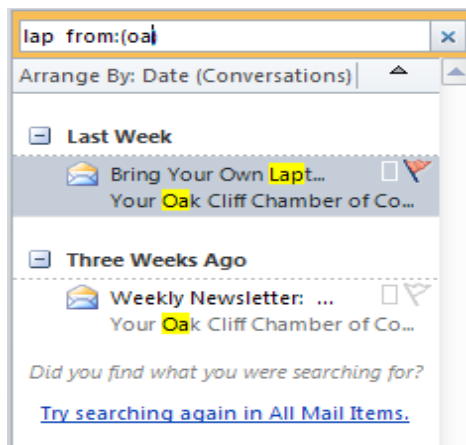 lap from:(oa
Arrange By: Date (Conversations)
Last Week
Bring Your Own Lapt...
Your Oak Cliff Chamber of Co...
Three Weeks Ago
Weekly Newsletter: ...
Your Oak Cliff Chamber of Co...
Did you find what you were searching for?
Try searching again in All Mail Items.